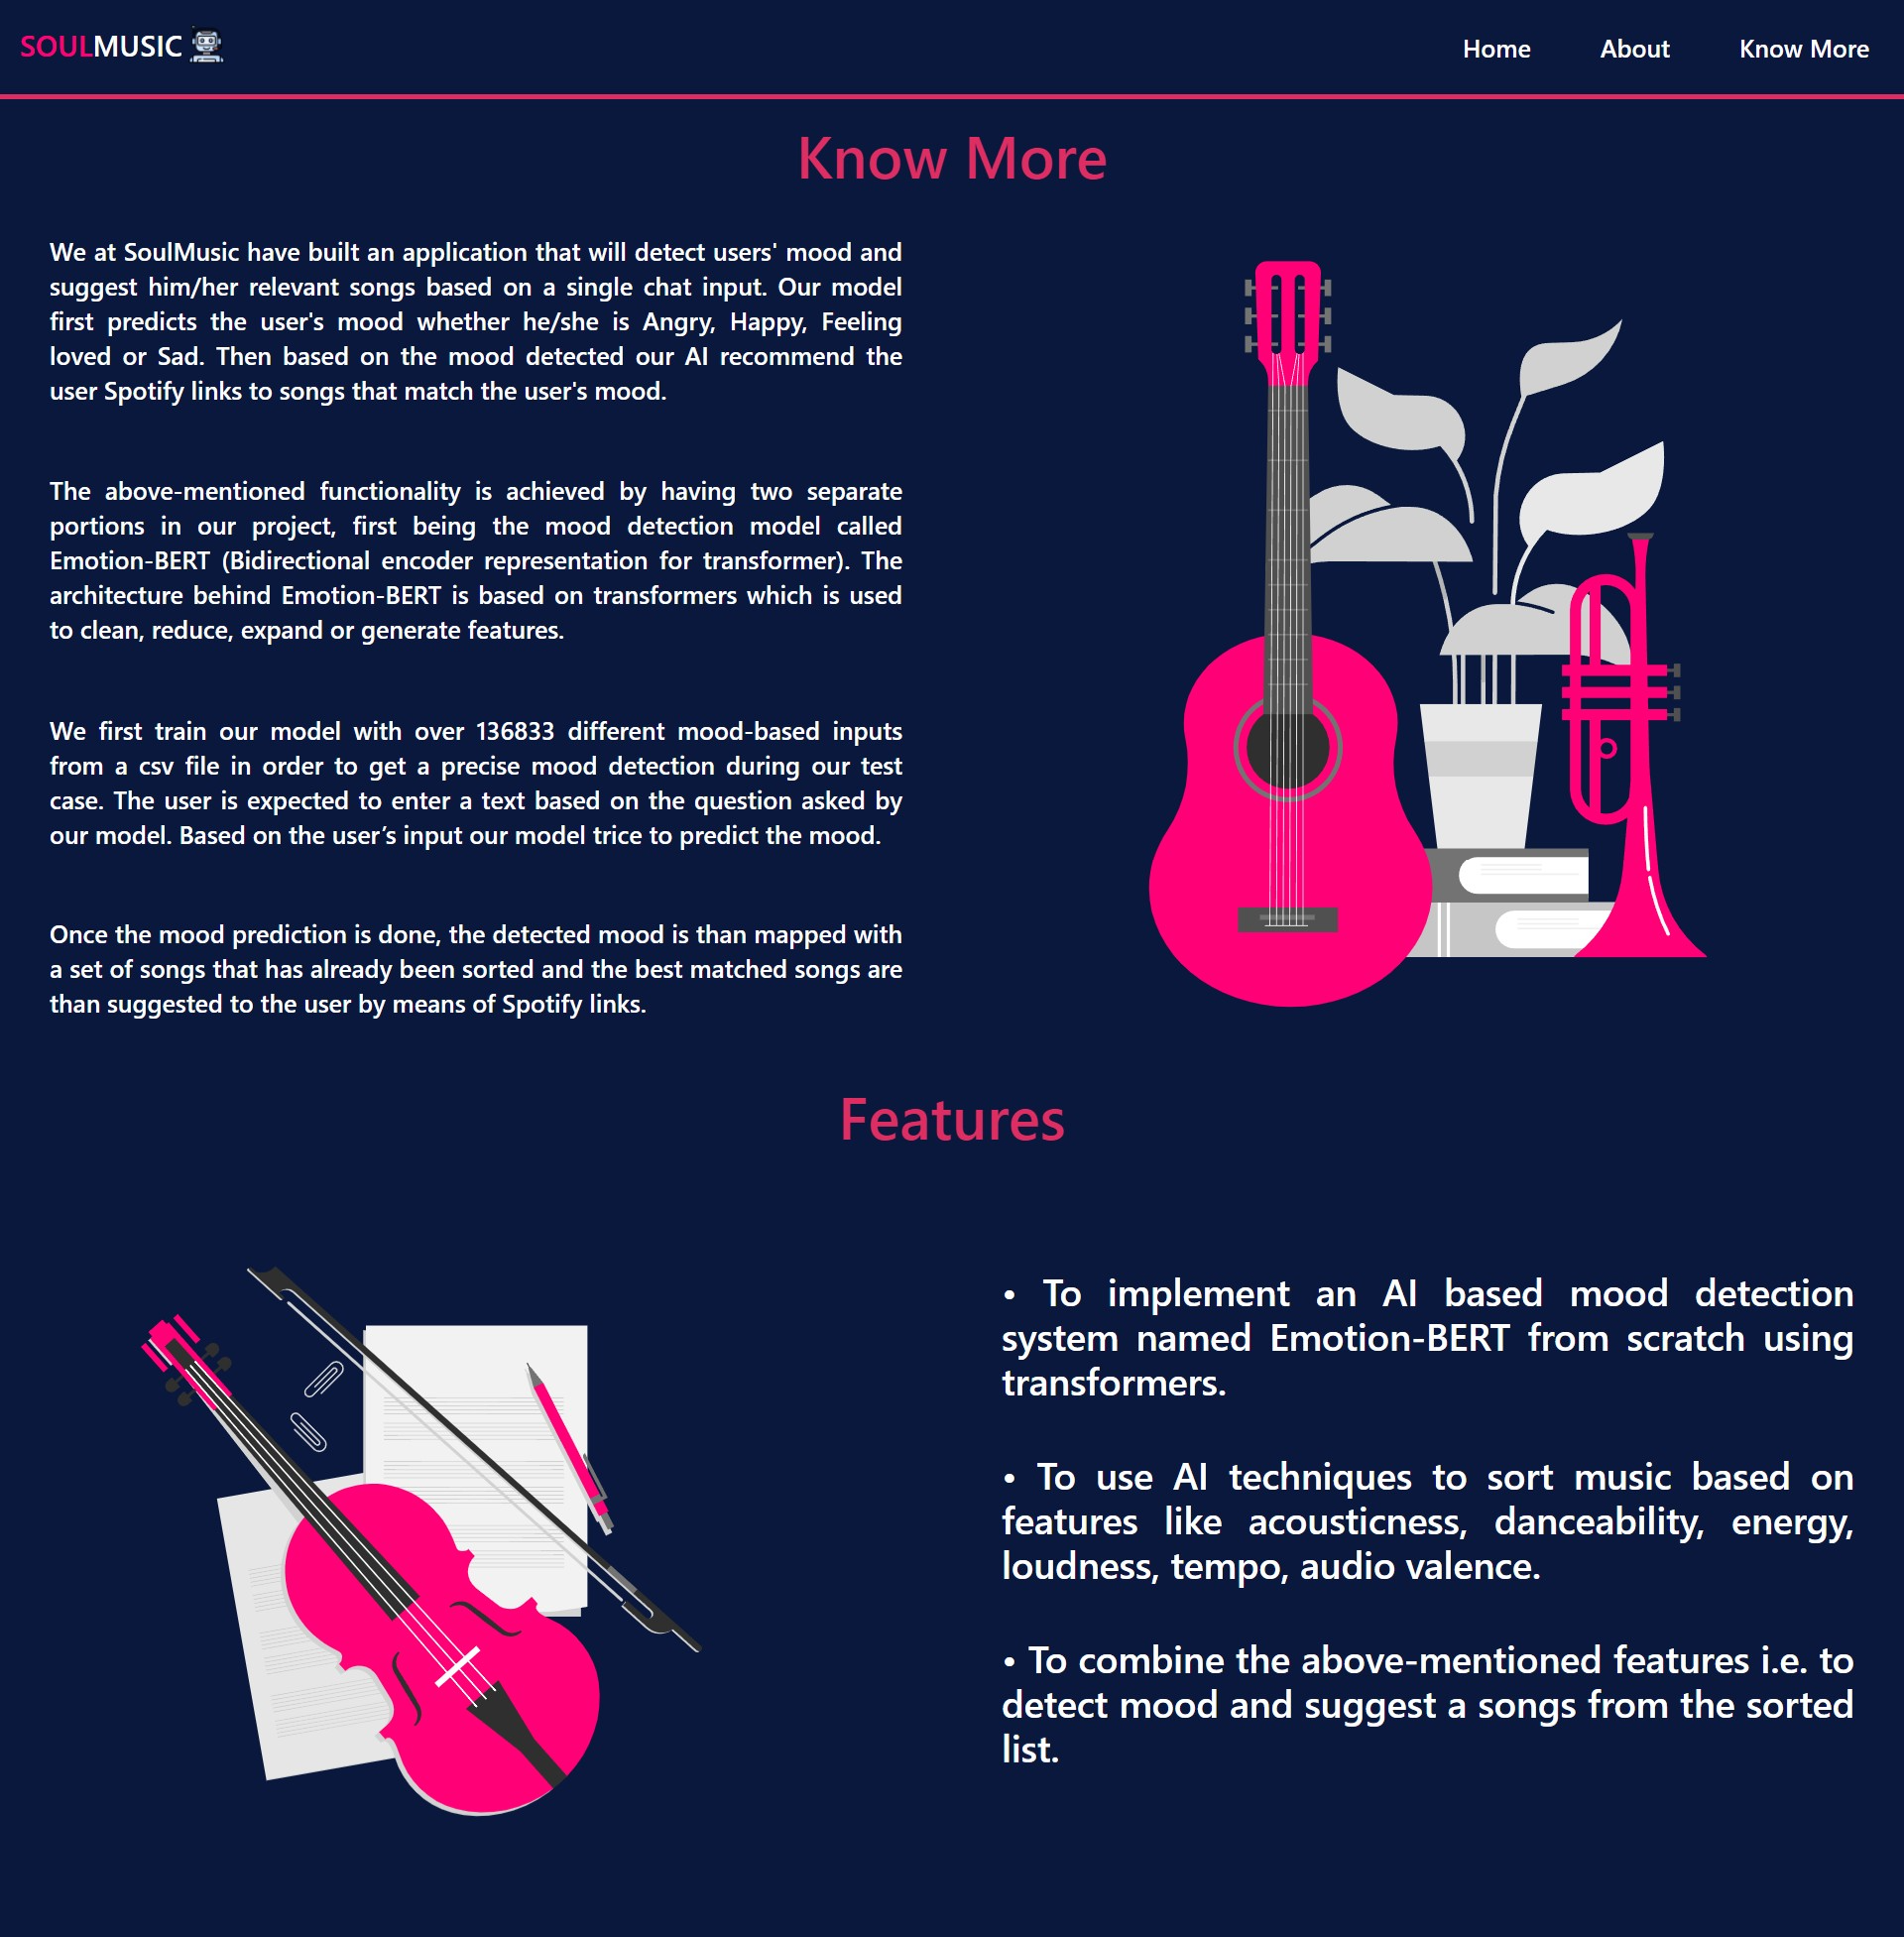 SOULMUSIC
Home
About
Know More
Know More
We at SoulMusic have built an application that will detect users' mood and
suggest him/her relevant songs based on a single chat input. Our model
first predicts the user's mood whether he/she is Angry, Happy, Feeling
loved or Sad. Then based on the mood detected our AI recommend the
user Spotify links to songs that match the user's mood.
The above-mentioned functionality is achieved by having two separate
portions in our project, first being the mood detection model called
Emotion-BERT (Bidirectional encoder representation for transformer). The
architecture behind Emotion-BERT is based on transformers which is used
to clean, reduce, expand or generate features.
We first train our model with over 136833 different mood-based inputs
from a csv file in order to get a precise mood detection during our test
case. The user is expected to enter a text based on the question asked by
our model. Based on the user’s input our model trice to predict the mood.
Once the mood prediction is done, the detected mood is than mapped with
a set of songs that has already been sorted and the best matched songs are
than suggested to the user by means of Spotify links.
Features
• To implement an AI based mood detection
system named Emotion-BERT from scratch using
transformers.
• To use AI techniques to sort music based on
features like acousticness, danceability, energy,
loudness, tempo, audio valence.
• To combine the above-mentioned features i.e. to
detect mood and suggest a songs from the sorted
list.